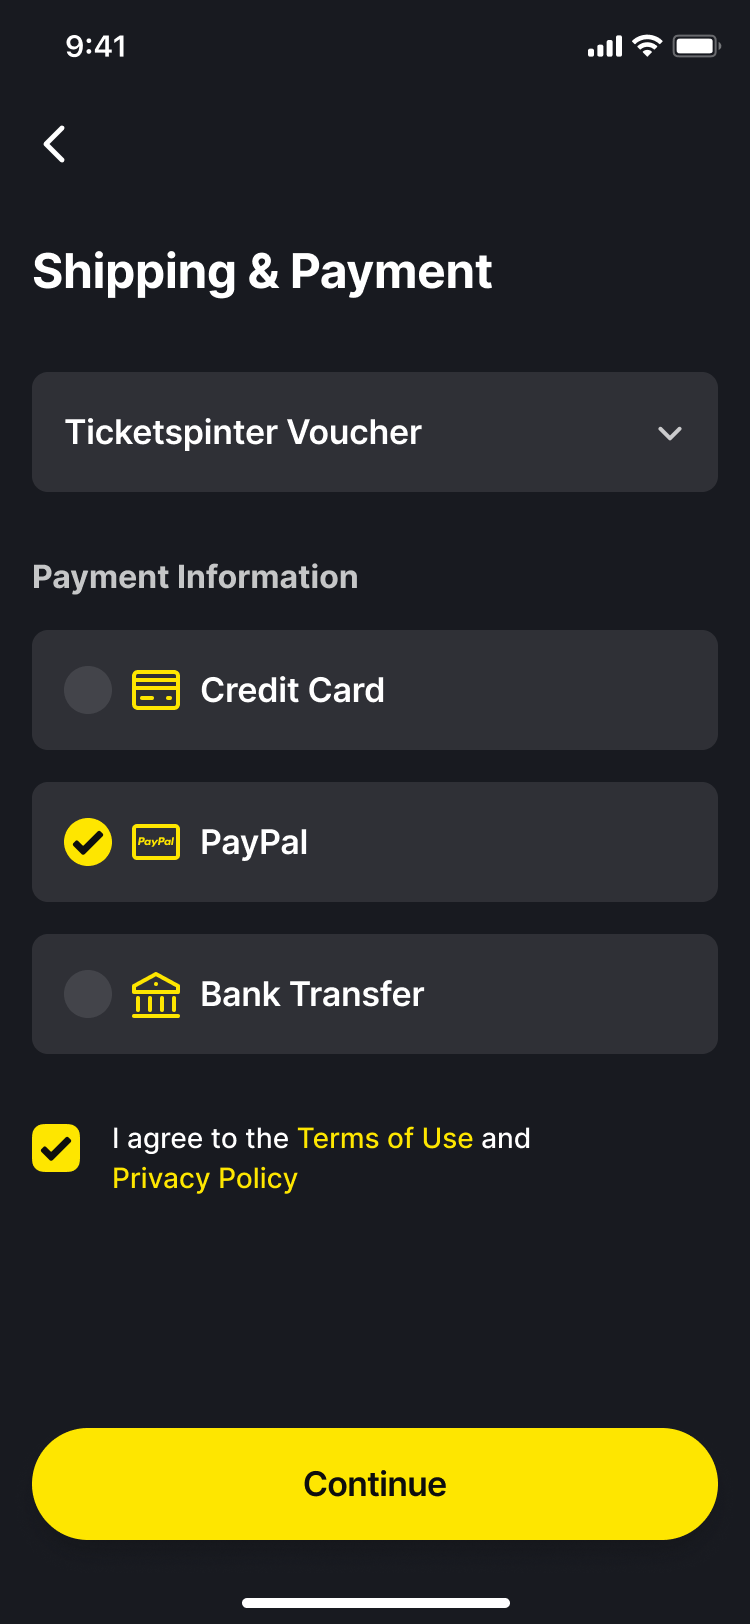 9:41
Shipping & Payment
Ticketspinter Voucher
Payment Information
Credit Card
PayPal PayPal
Bank Transfer
I agree to the Terms of Use and
Privacy Policy
Continue